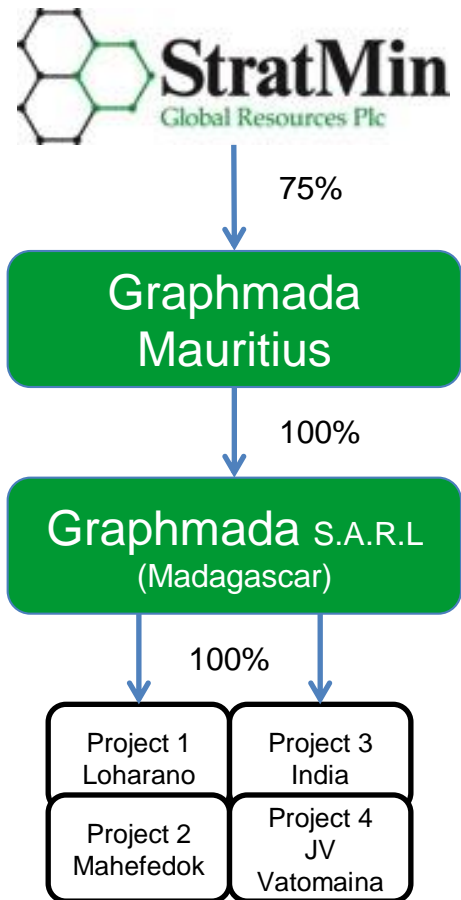 StratMin
Global Resources Plc
75%
Graphmada
Mauritius
100%
Graphmada S.A.R.L
(Madagascar)
100%
Project 1
Loharano
Project 3
India
Project 2
Mahefedok
Project 4
JV
Vatomaina